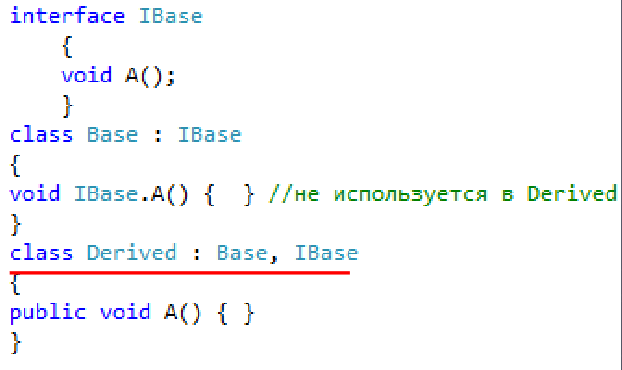 interface IBase
{
void A();
}
class Base : IBase
{
void IBase.A() {  } //не используется в Derived
}
class Derived : Base, IBase
{
public void A() { }
}